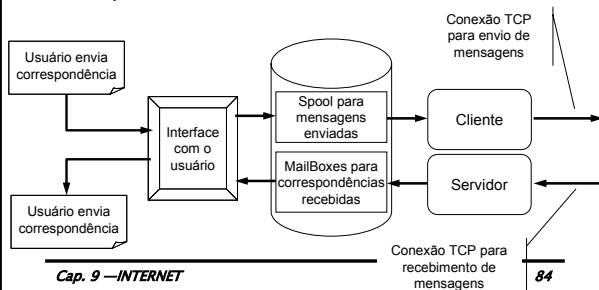 Conexão TCP
para envio de
mensagens
Usuário envia
correspondência
Interface
com o
usuário
Spool para
mensagens
enviadas
Cliente
MailBoxes para
correspondências
recebidas
Servidor
Usuário envia
correspondência
Conexão TCP para
recebimento de
mensagens
Cap. 9 —INTERNET
84